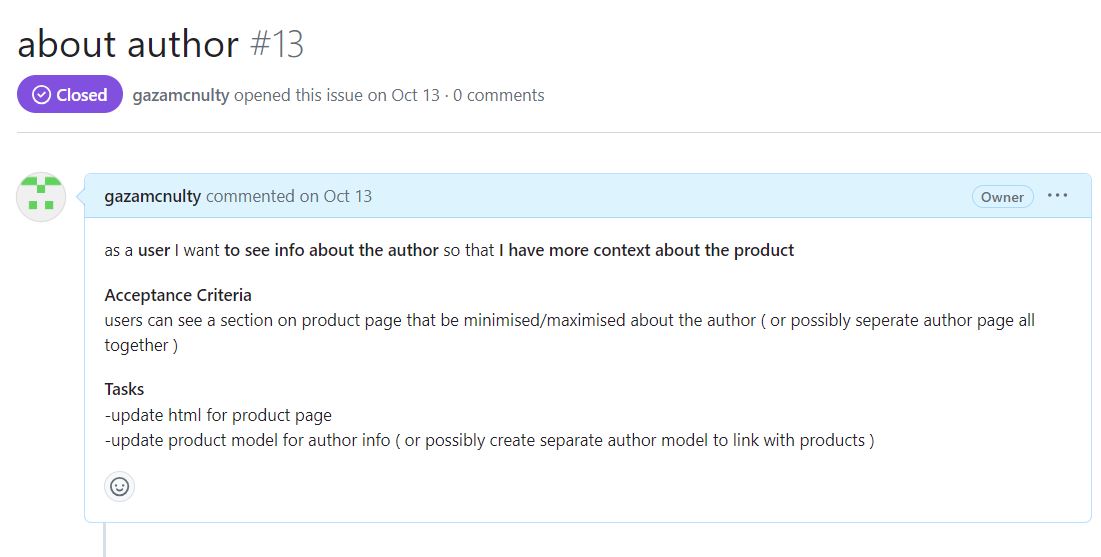 about author #13
Closed gazamcnulty opened this issue on Oct 13 · 0 comments
gazamcnulty commented on Oct 13 Owner ···
as a user I want to see info about the author so that I have more context about the product
Acceptance Criteria
users can see a section on product page that be minimised/maximised about the author ( or possibly seperate author page all
together )
Tasks
-update html for product page
-update product model for author info ( or possibly create separate author model to link with products )